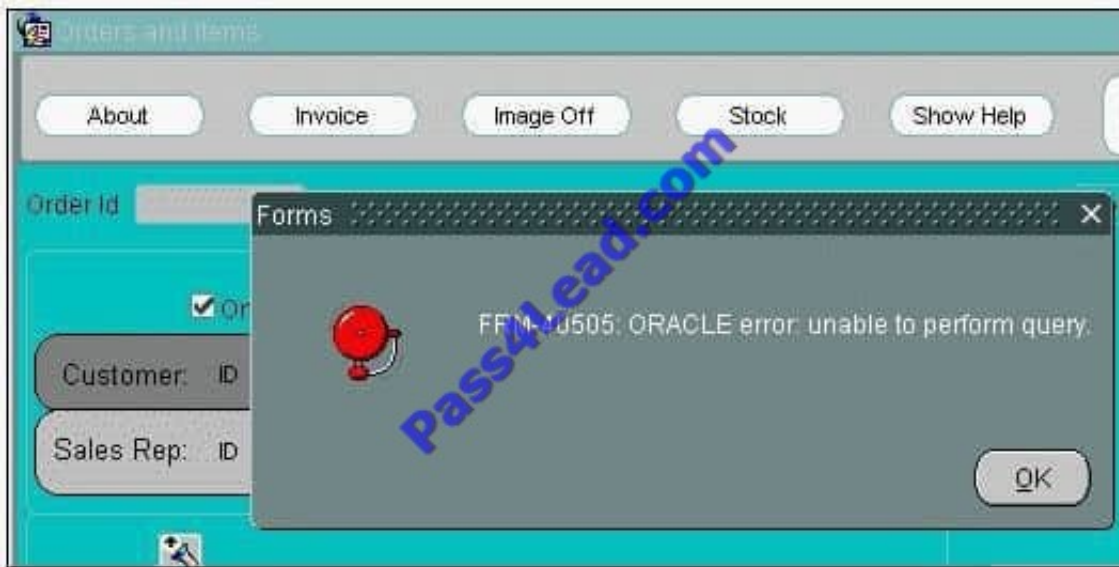 Orders and Items
About
Invoice
Image Off
Stock
Show Help
Order Id
Forms
FRM-40505: ORACLE error: unable to perform query.
Customer: ID
Sales Rep: ID
OK
Pass4Lead.com